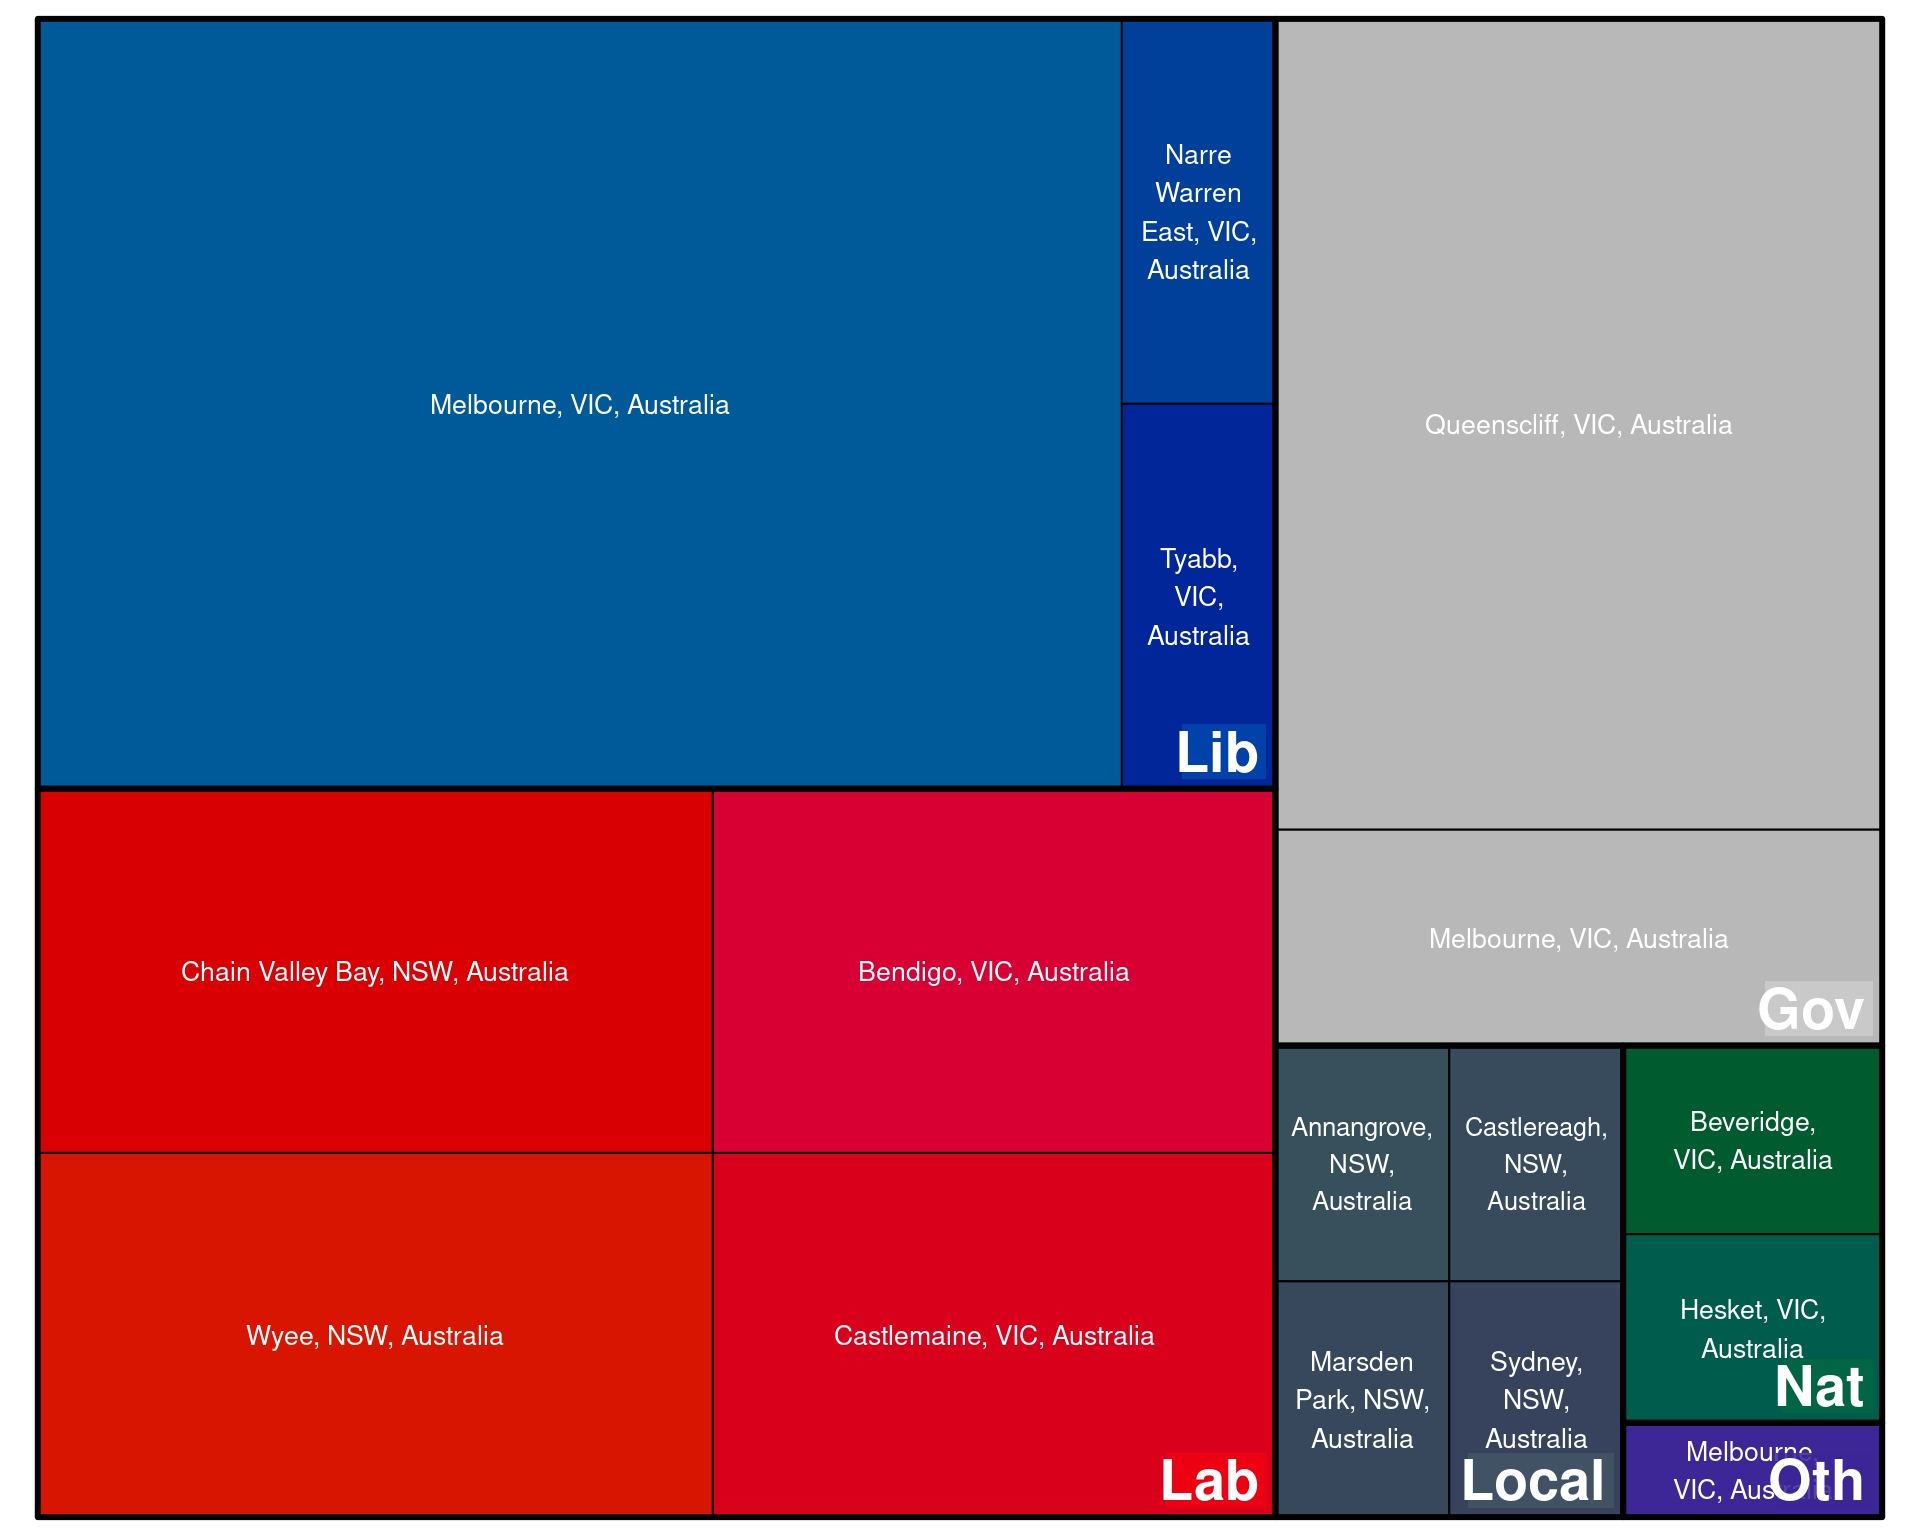 Melbourne, VIC, Australia
Narre
Warren
East, VIC,
Australia
Tyabb,
VIC,
Australia
Lib
Queenscliff, VIC, Australia
Melbourne, VIC, Australia
Gov
Chain Valley Bay, NSW, Australia
Bendigo, VIC, Australia
Wyee, NSW, Australia
Castlemaine, VIC, Australia
Lab
Annangrove,
NSW,
Australia
Castlereagh,
NSW,
Australia
Marsden
Park, NSW,
Australia
Sydney,
NSW,
Australia
Local
Beveridge,
VIC, Australia
Hesket, VIC,
Australia
Nat
Melbourne,
VIC, Australia
Oth